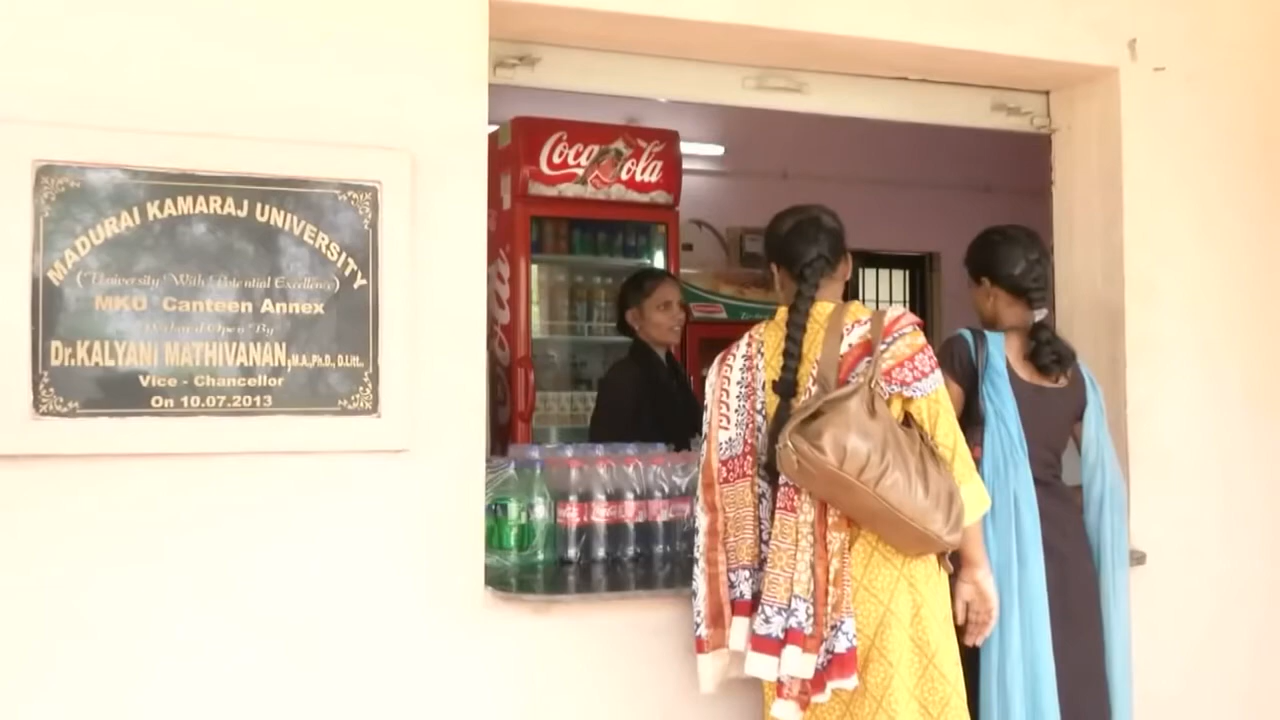 MADURAI KAMARAJ UNIVERSITY
(University With Potential Excellence)
MKU Canteen Annex
Declared Open By
Dr.KALYANI MATHIVANAN,M.A.,Ph.D., D.Litt.,
Vice - Chancellor
On 10.07.2013
Coca-Cola